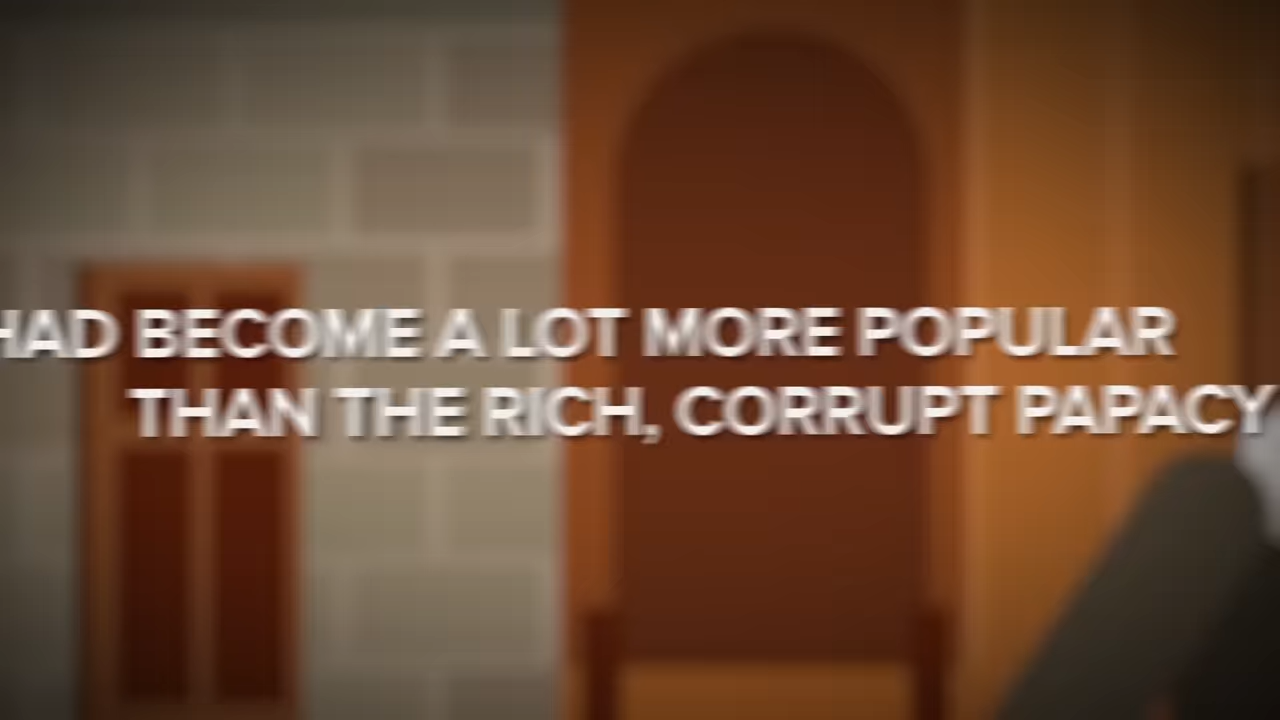 HAD BECOME A LOT MORE POPULAR
THAN THE RICH, CORRUPT PAPACY